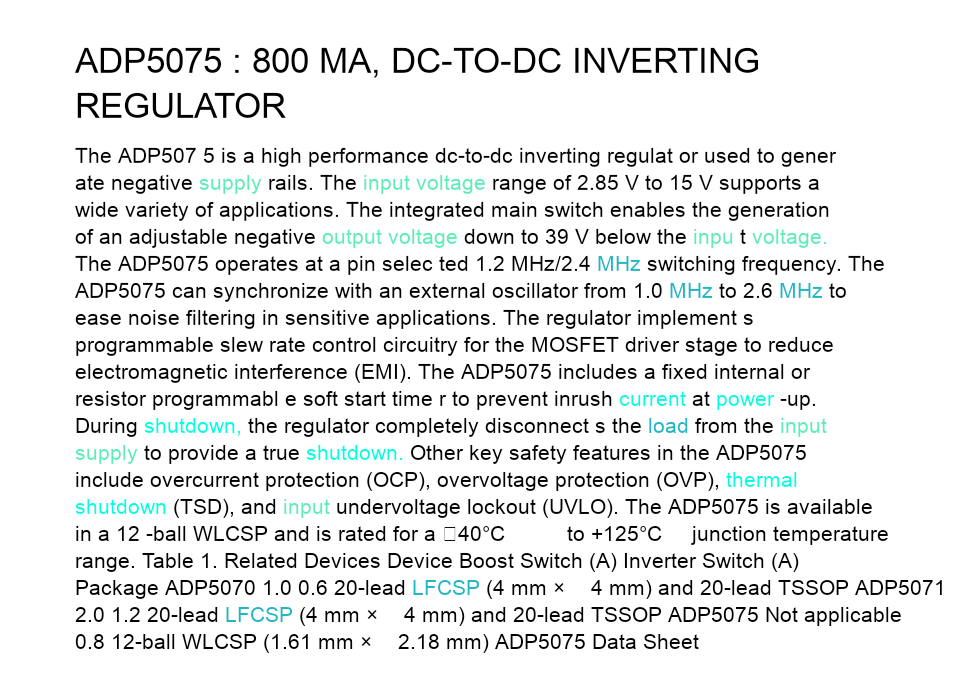 ADP5075 : 800 MA, DC-TO-DC INVERTING
REGULATOR
The ADP507 5 is a high performance dc-to-dc inverting regulat or used to gener
ate negative supply rails. The input voltage range of 2.85 V to 15 V supports a
wide variety of applications. The integrated main switch enables the generation
of an adjustable negative output voltage down to 39 V below the inpu t voltage.
The ADP5075 operates at a pin selec ted 1.2 MHz/2.4 MHz switching frequency. The
ADP5075 can synchronize with an external oscillator from 1.0 MHz to 2.6 MHz to
ease noise filtering in sensitive applications. The regulator implement s
programmable slew rate control circuitry for the MOSFET driver stage to reduce
electromagnetic interference (EMI). The ADP5075 includes a fixed internal or
resistor programmabl e soft start time r to prevent inrush current at power -up.
During shutdown, the regulator completely disconnect s the load from the input
supply to provide a true shutdown. Other key safety features in the ADP5075
include overcurrent protection (OCP), overvoltage protection (OVP), thermal
shutdown (TSD), and input undervoltage lockout (UVLO). The ADP5075 is available
in a 12 -ball WLCSP and is rated for a □40°C to +125°C junction temperature
range. Table 1. Related Devices Device Boost Switch (A) Inverter Switch (A)
Package ADP5070 1.0 0.6 20-lead LFCSP (4 mm × 4 mm) and 20-lead TSSOP ADP5071
2.0 1.2 20-lead LFCSP (4 mm × 4 mm) and 20-lead TSSOP ADP5075 Not applicable
0.8 12-ball WLCSP (1.61 mm × 2.18 mm) ADP5075 Data Sheet